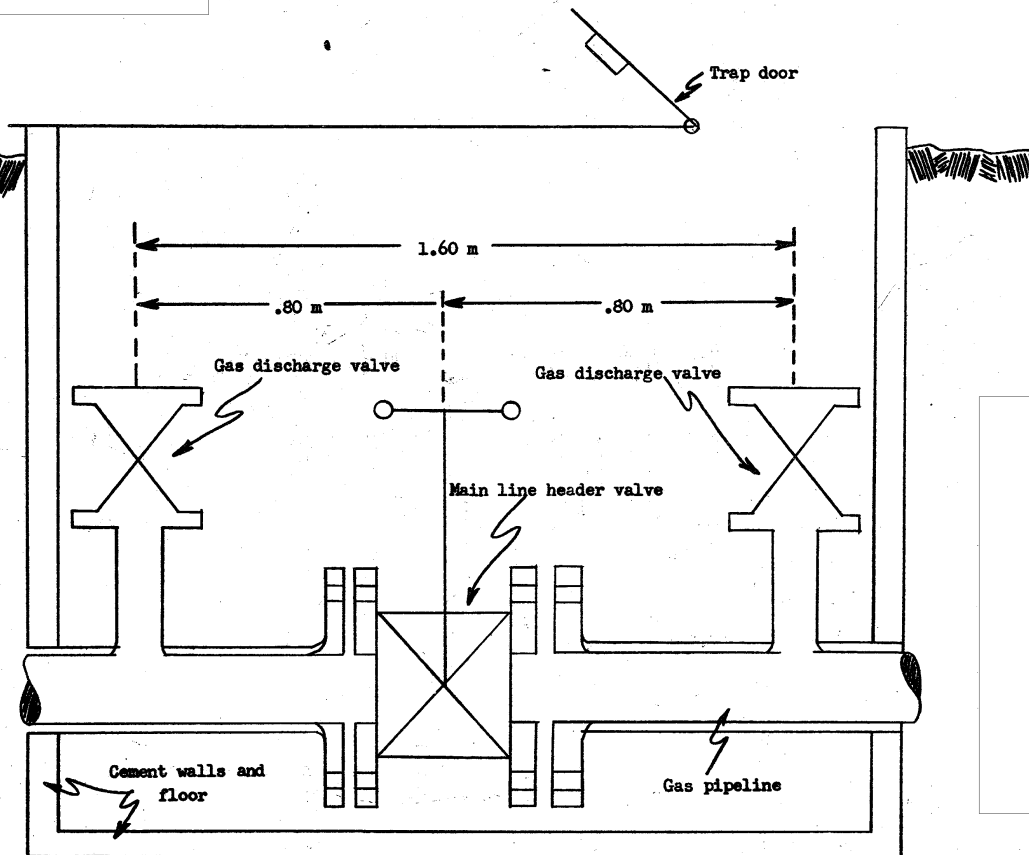 Trap door
1.60 m
.80 m
.80 m
Gas discharge valve
Gas discharge valve
Main line header valve
Cement walls and
floor
Gas pipeline